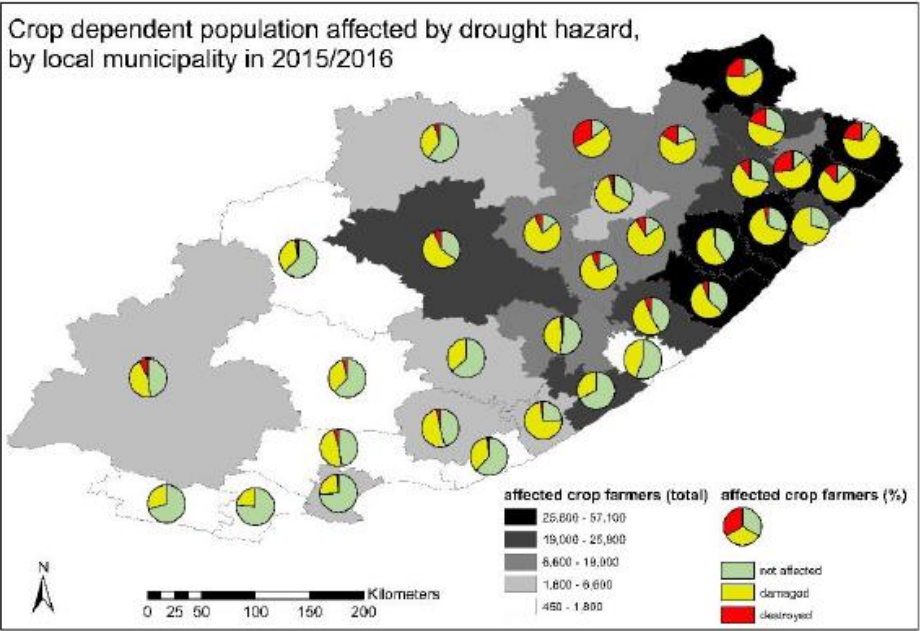 Crop dependent population affected by drought hazard,
by local municipality in 2015/2016
affected crop farmers (total)
25,800 - 57,100
19,000 - 25,800
6,600 - 19,000
1,800 - 6,600
450 - 1,800
affected crop farmers (%)
not affected
damaged
destroyed
N
Kilometers
0 25 50 100 150 200